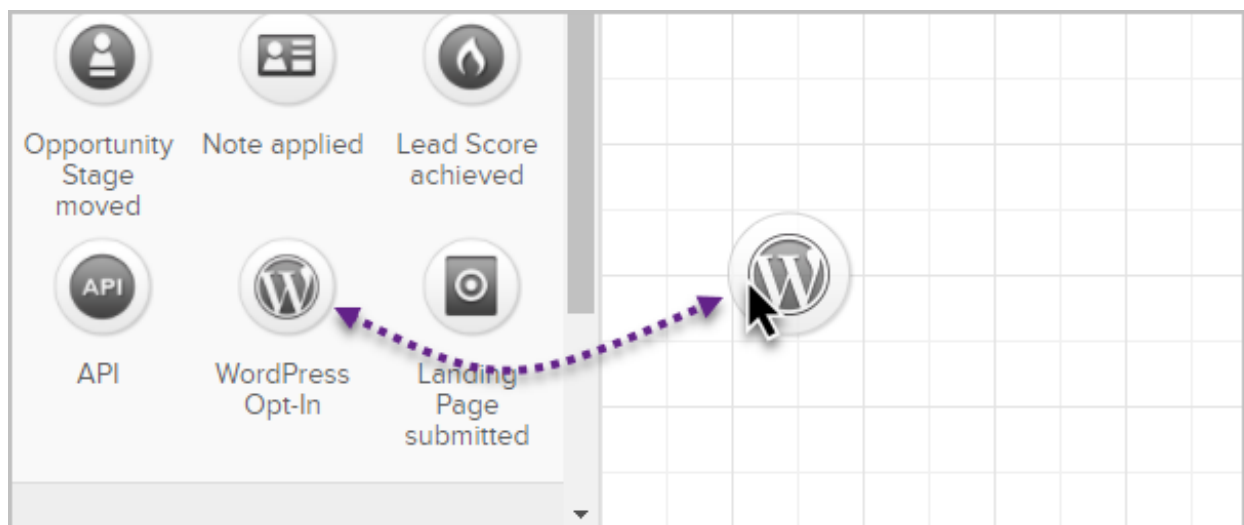 Opportunity
Stage
moved
Note applied
Lead Score
achieved
API
API
WordPress
Opt-In
Landing
Page
submitted